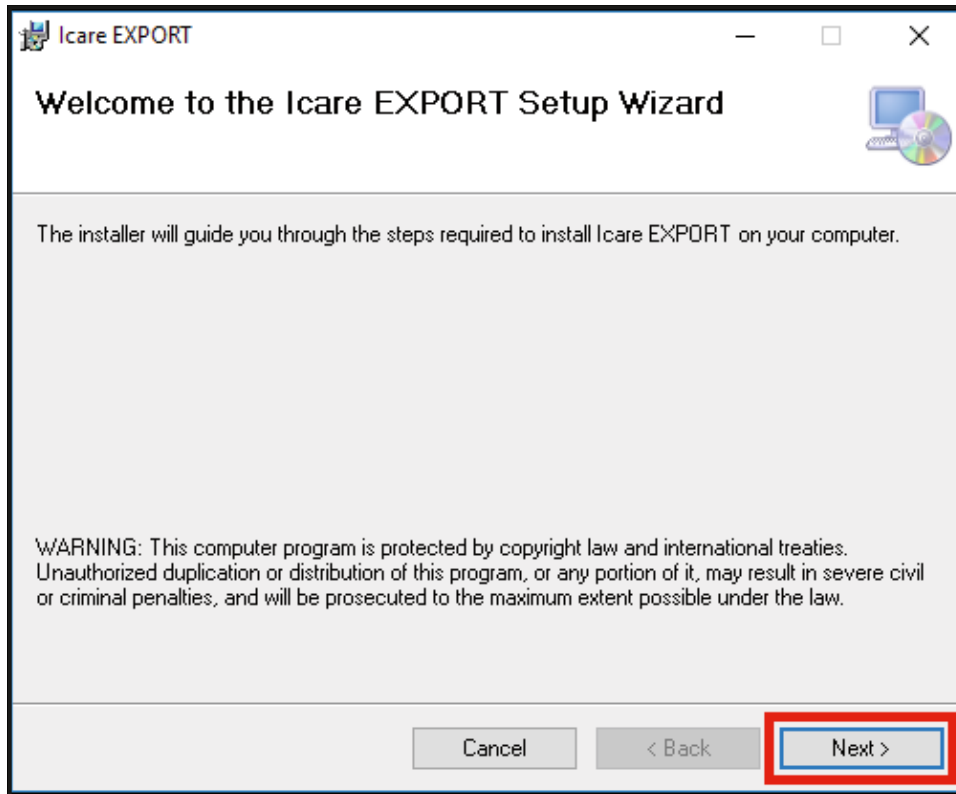 Icare EXPORT
Welcome to the Icare EXPORT Setup Wizard
The installer will guide you through the steps required to install Icare EXPORT on your computer.
WARNING: This computer program is protected by copyright law and international treaties.
Unauthorized duplication or distribution of this program, or any portion of it, may result in severe civil
or criminal penalties, and will be prosecuted to the maximum extent possible under the law.
Cancel < Back Next >